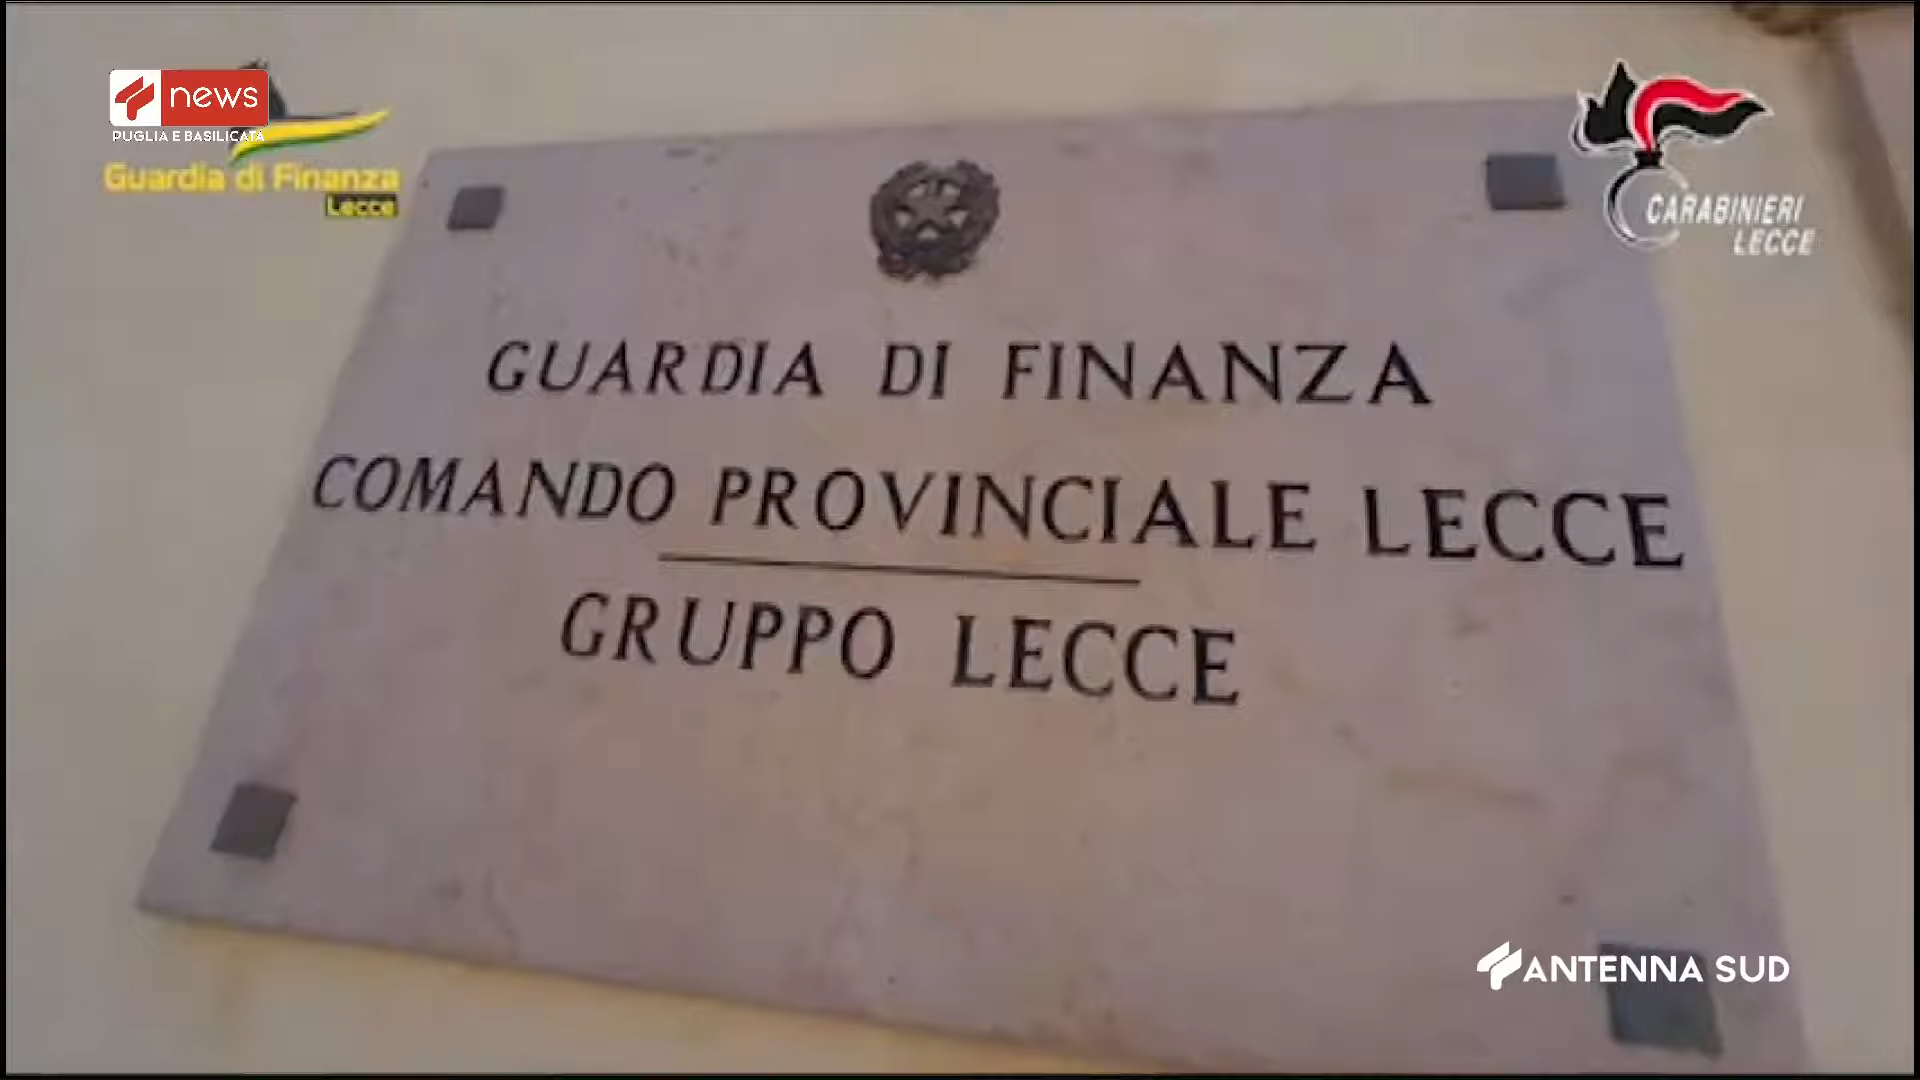 news
PUGLIA E BASILICATA
Guardia di Finanza
Lecce
CARABINIERI
LECCE
GUARDIA DI FINANZA
COMANDO PROVINCIALE LECCE
GRUPPO LECCE
ANTENNA SUD